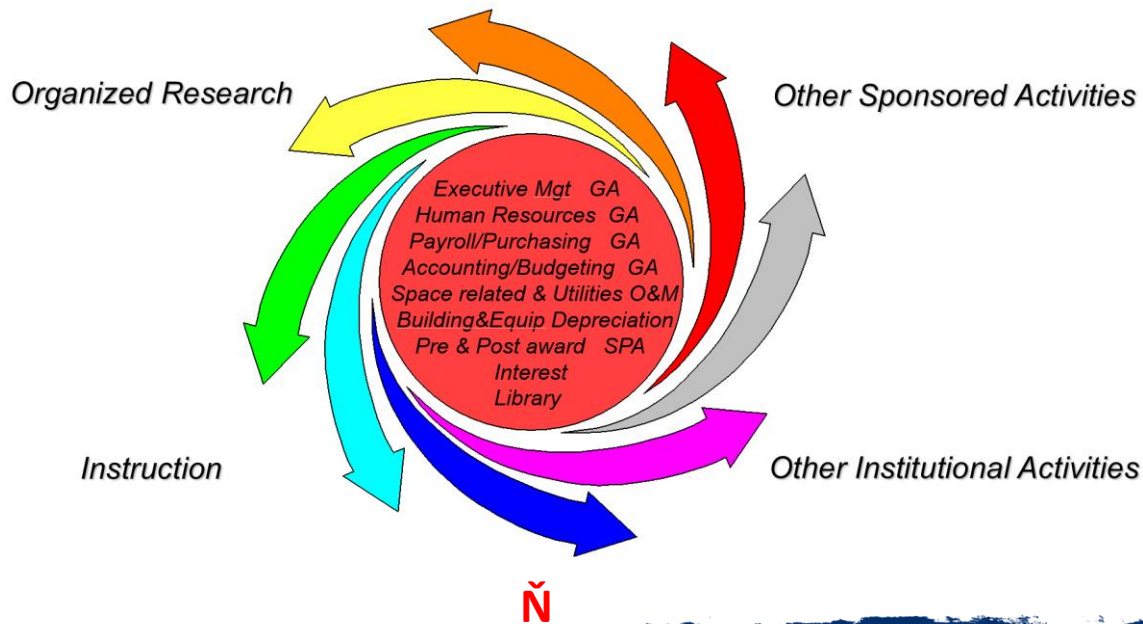 Organized Research
Other Sponsored Activities
Executive Mgt GA
Human Resources GA
Payroll/Purchasing GA
Accounting/Budgeting GA
Space related & Utilities O&M
Building&Equip Depreciation
Pre & Post award SPA
Interest
Library
Instruction
Other Institutional Activities
Ň